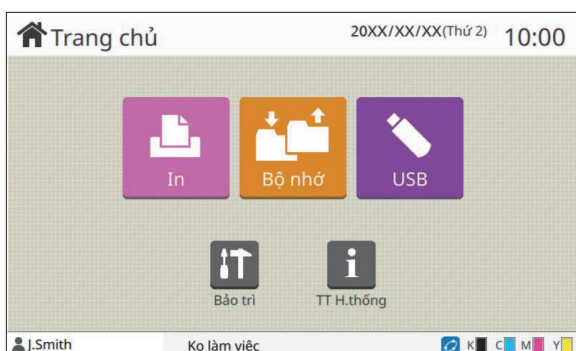 Trang chủ 20XX/XX/XX(Thứ 2) 10:00
In Bộ nhớ USB
Bảo trì TT H.thống
J.Smith Ko làm việc K C M Y